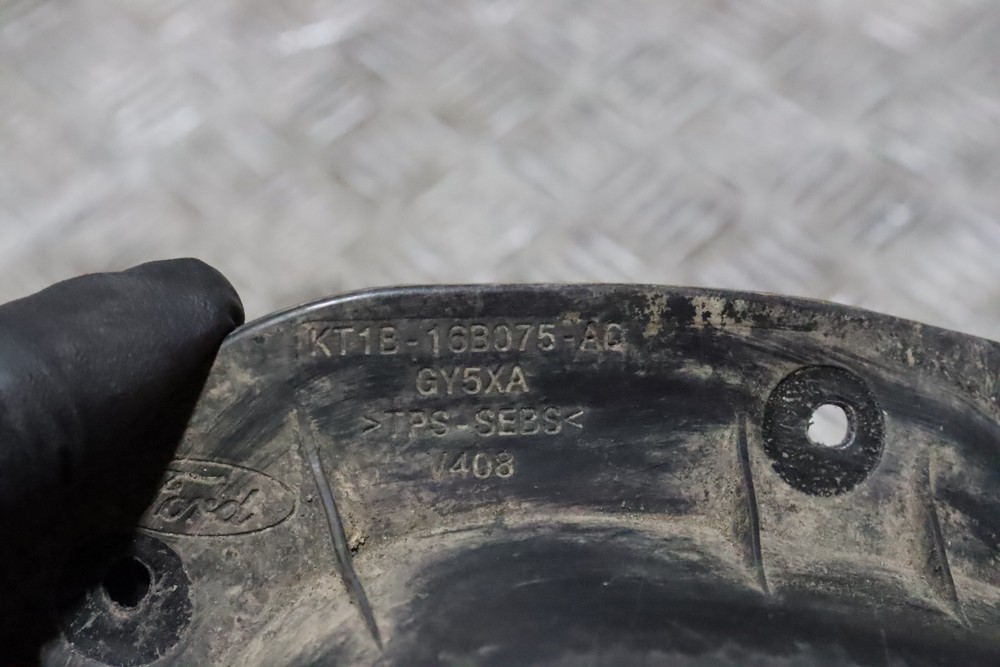 KT1B-16B075-AC
GY5XA
>TPS-SEBS<
V408
Ford